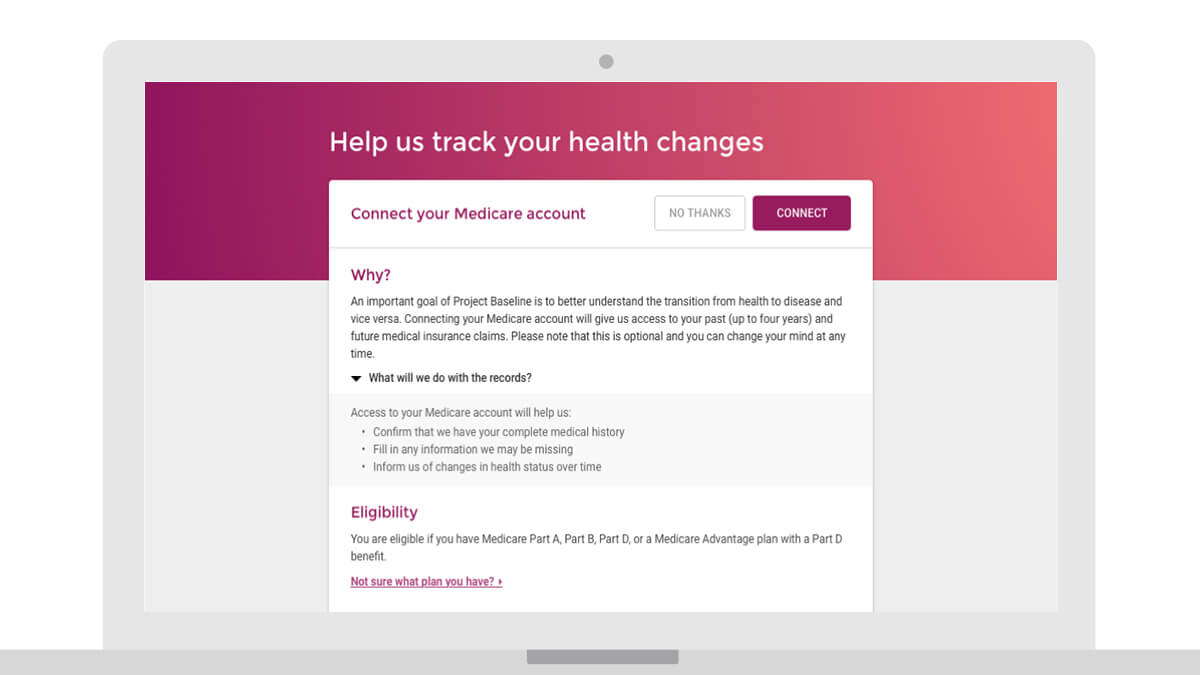 Help us track your health changes
Connect your Medicare account
NO THANKS
CONNECT
Why?
An important goal of Project Baseline is to better understand the transition from health to disease and
vice versa. Connecting your Medicare account will give us access to your past (up to four years) and
future medical insurance claims. Please note that this is optional and you can change your mind at any
time.
What will we do with the records?
Access to your Medicare account will help us:
• Confirm that we have your complete medical history
• Fill in any information we may be missing
• Inform us of changes in health status over time
Eligibility
You are eligible if you have Medicare Part A, Part B, Part D, or a Medicare Advantage plan with a Part D
benefit.
Not sure what plan you have?